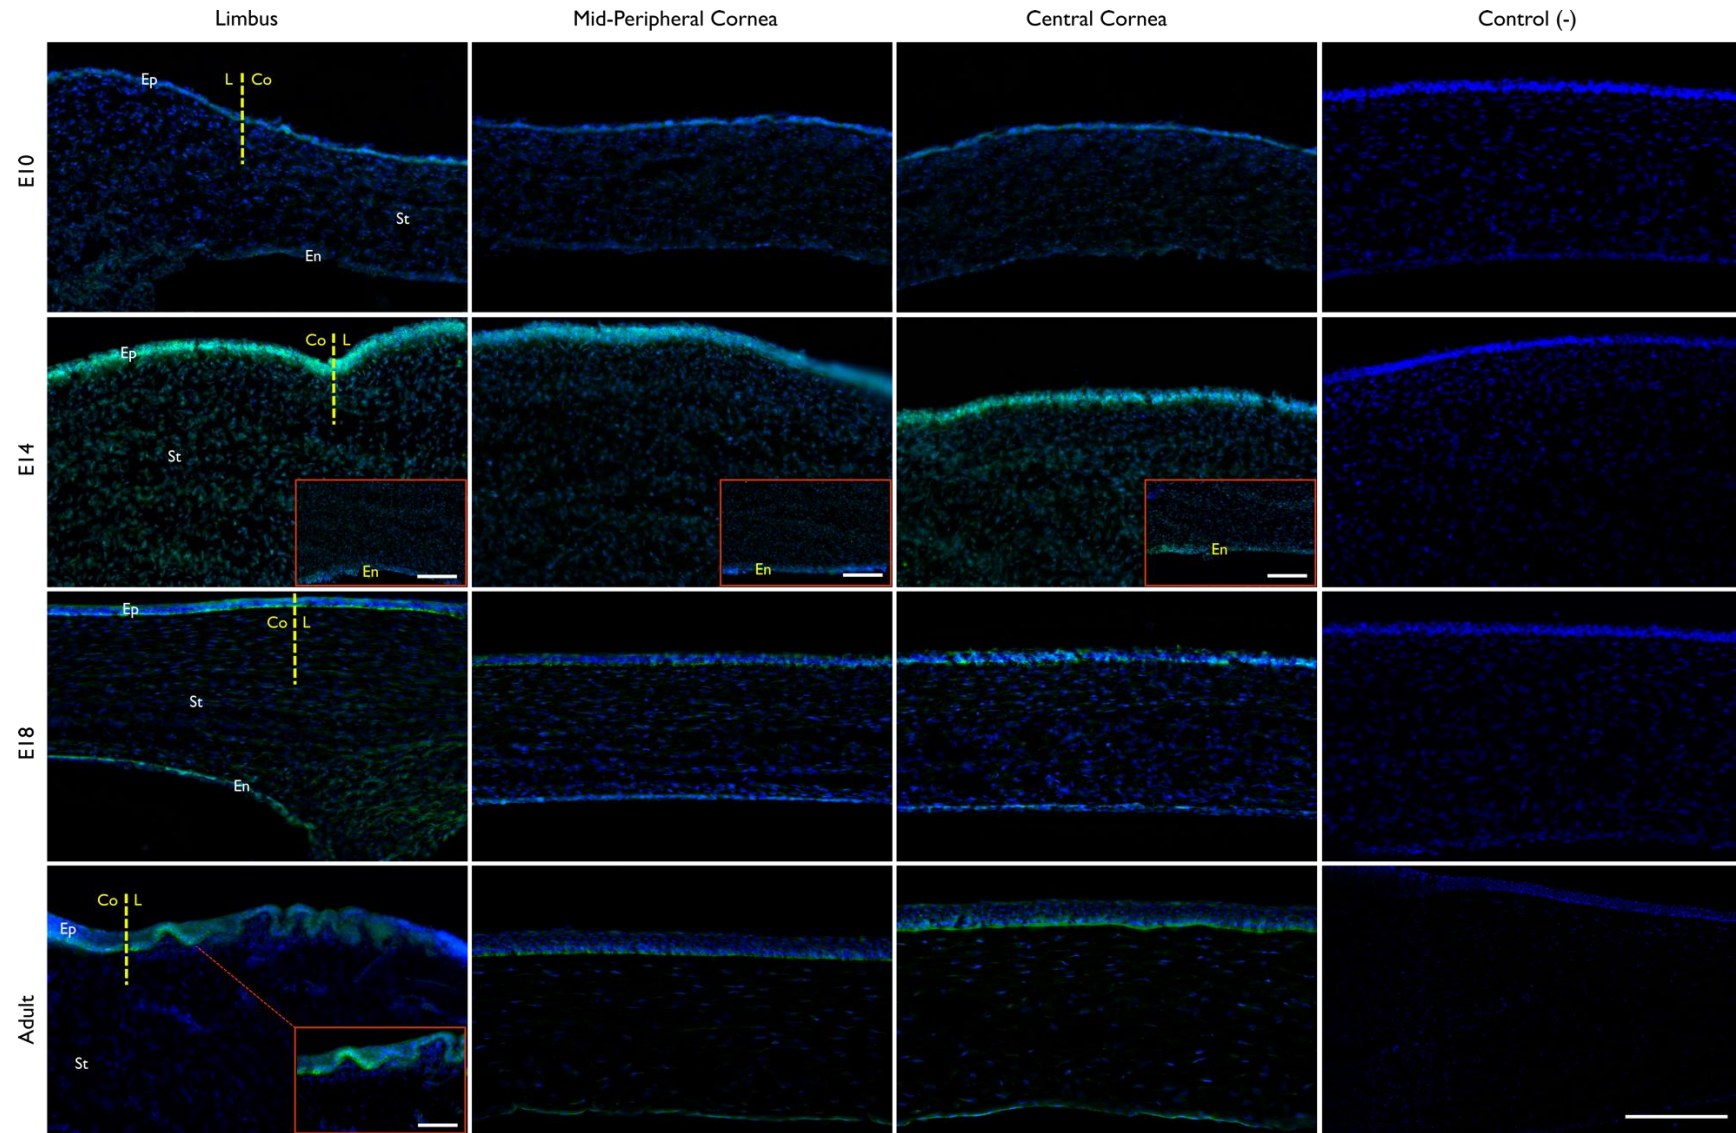 Limbus
Mid-Peripheral Cornea
Central Cornea
Control (-)
E10
Ep
L
Co
St
En
E14
Ep
Co
L
St
En
En
En
E18
Ep
Co
L
St
En
Adult
Co
L
Ep
St